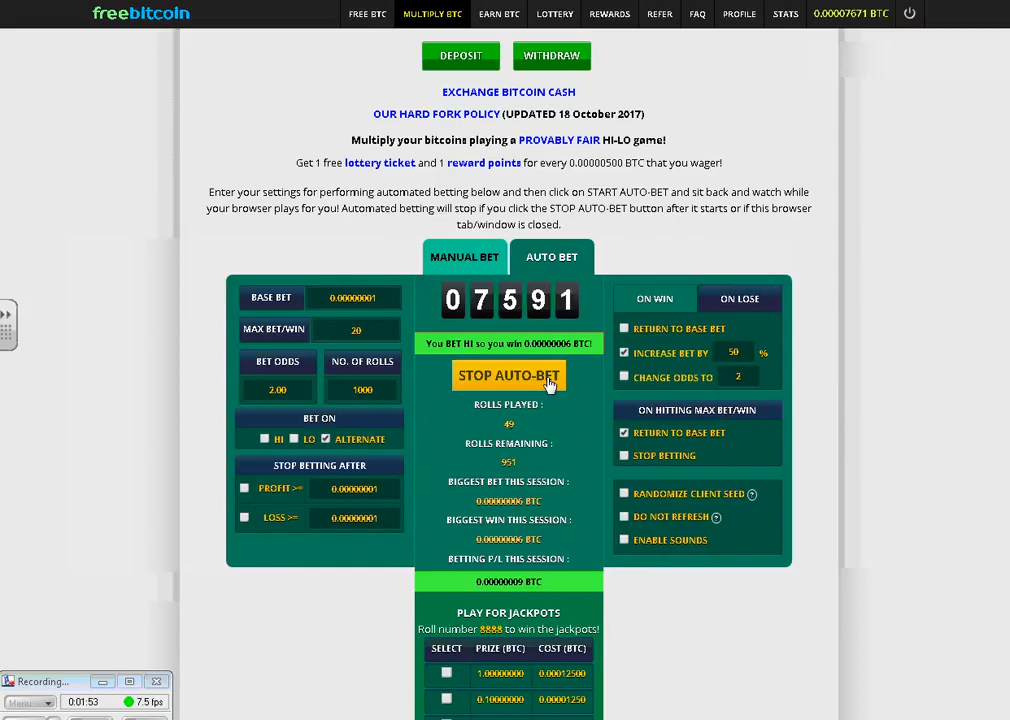 freebitcoin
FREE BTC MULTIPLY BTC EARN BTC LOTTERY REWARDS REFER FAQ PROFILE STATS 0.00007671 BTC
DEPOSIT WITHDRAW
EXCHANGE BITCOIN CASH
OUR HARD FORK POLICY (UPDATED 18 October 2017)
Multiply your bitcoins playing a PROVABLY FAIR HI-LO game!
Get 1 free lottery ticket and 1 reward points for every 0.00000500 BTC that you wager!
Enter your settings for performing automated betting below and then click on START AUTO-BET and sit back and watch while
your browser plays for you! Automated betting will stop if you click the STOP AUTO-BET button after it starts or if this browser
tab/window is closed.
MANUAL BET AUTO BET
BASE BET 0.00000001
MAX BET/WIN 20
BET ODDS NO. OF ROLLS
2.00 1000
BET ON
HI LO ALTERNATE
STOP BETTING AFTER
PROFIT >= 0.00000001
LOSS >= 0.00000001
0 7 5 9 1
You BET HI so you win 0.00000006 BTC!
STOP AUTO-BET
ROLLS PLAYED :
49
ROLLS REMAINING :
951
BIGGEST BET THIS SESSION :
0.00000006 BTC
BIGGEST WIN THIS SESSION :
0.00000006 BTC
BETTING P/L THIS SESSION :
0.00000009 BTC
PLAY FOR JACKPOTS
Roll number 8888 to win the jackpots!
SELECT PRIZE (BTC) COST (BTC)
1.00000000 0.00012500
0.10000000 0.00001250
ON WIN ON LOSE
RETURN TO BASE BET
INCREASE BET BY 50 %
CHANGE ODDS TO 2
ON HITTING MAX BET/WIN
RETURN TO BASE BET
STOP BETTING
RANDOMIZE CLIENT SEED ?
DO NOT REFRESH ?
ENABLE SOUNDS
Recording...
Menu 0:01:53 7.5 fps